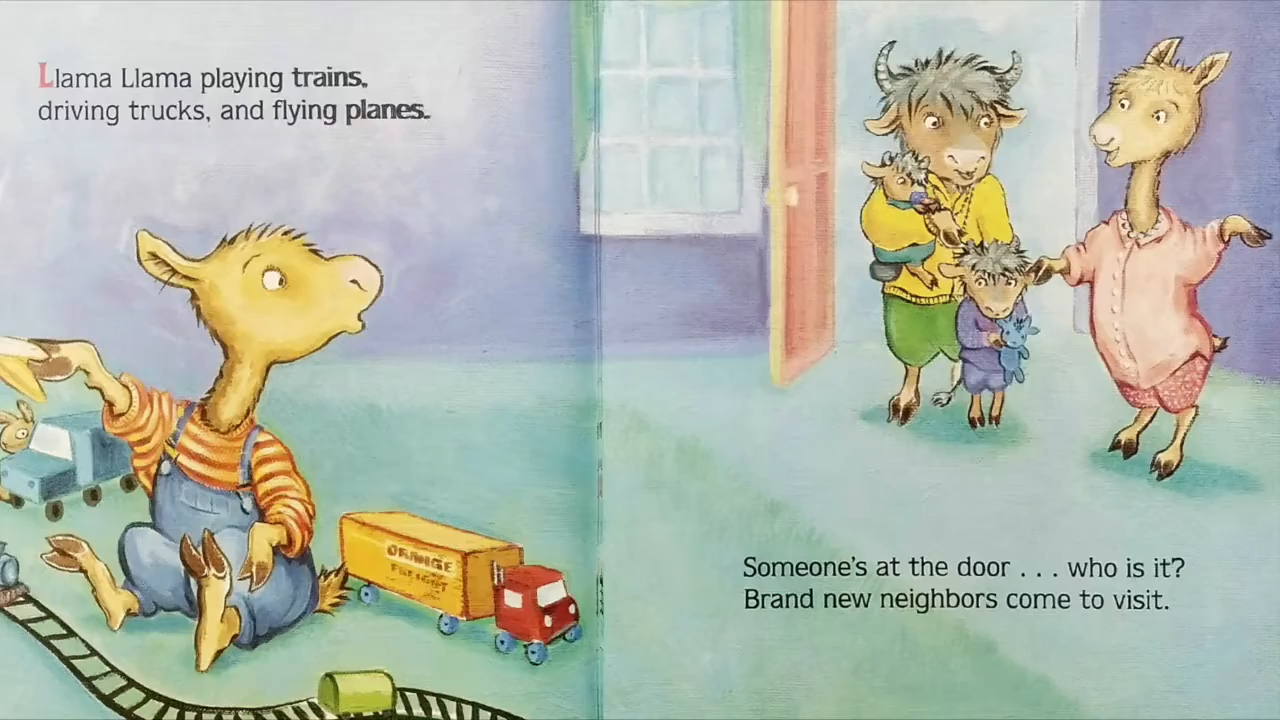 Llama Llama playing trains,
driving trucks, and flying planes.
ORANGE
FREIGHT
Someone's at the door . . . who is it?
Brand new neighbors come to visit.